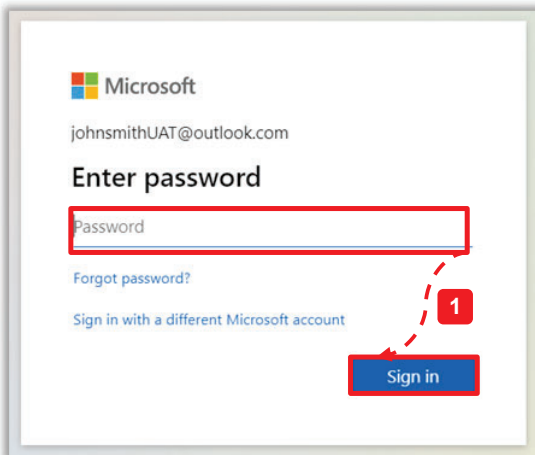 Microsoft
johnsmithUAT@outlook.com
Enter password
Password
Forgot password?
Sign in with a different Microsoft account
1
Sign in